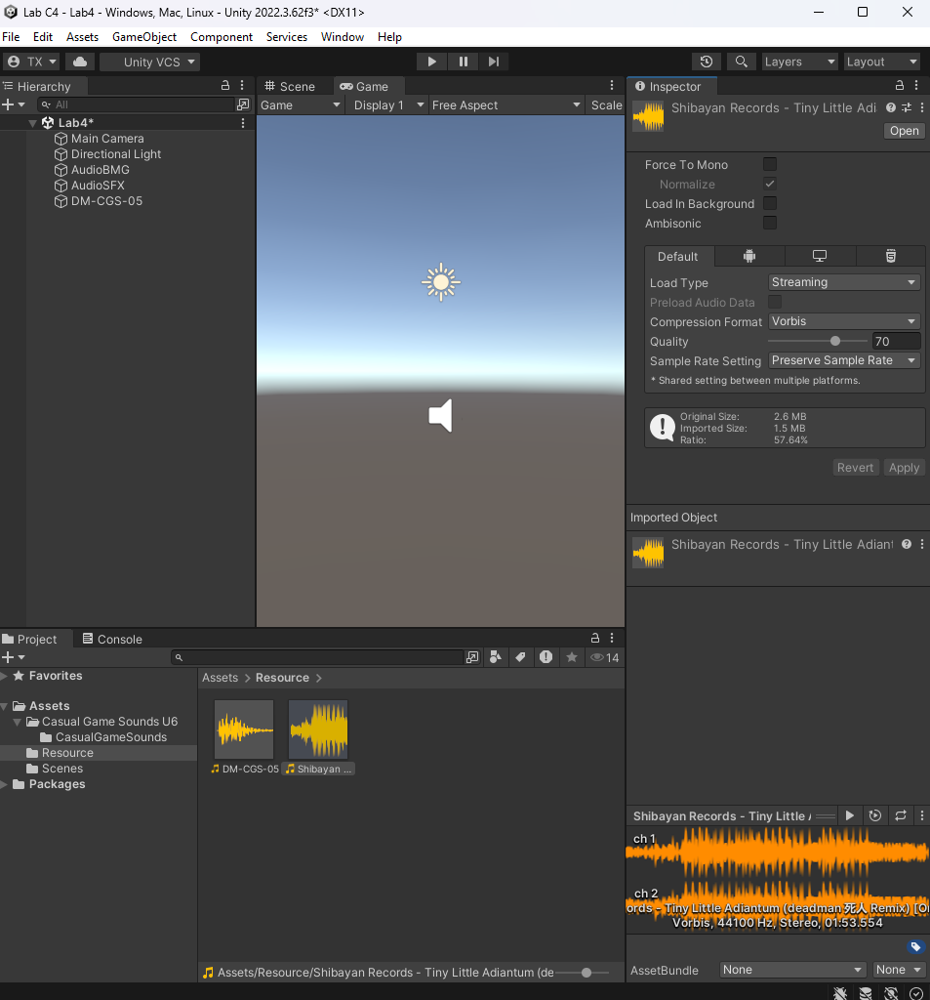 Lab C4 - Lab4 - Windows, Mac, Linux - Unity 2022.3.62f3* <DX11>
File Edit Assets GameObject Component Services Window Help
TX Unity VCS Layers Layout
Hierarchy
All
Lab4*
Main Camera
Directional Light
AudioBMG
AudioSFX
DM-CGS-05
Scene Game
Game Display 1 Free Aspect Scale
Inspector
Shibayan Records - Tiny Little Adi
Open
Force To Mono
Normalize
Load In Background
Ambisonic
Default
Load Type Streaming
Preload Audio Data
Compression Format Vorbis
Quality 70
Sample Rate Setting Preserve Sample Rate
* Shared setting between multiple platforms.
Original Size: 2.6 MB
Imported Size: 1.5 MB
Ratio: 57.64%
Revert Apply
Imported Object
Shibayan Records - Tiny Little Adiant
Project Console
14
Favorites
Assets
Casual Game Sounds U6
CasualGameSounds
Resource
Scenes
Packages
Assets > Resource >
DM-CGS-05 Shibayan ...
Assets/Resource/Shibayan Records - Tiny Little Adiantum (de
Shibayan Records - Tiny Little A
ch 1
ch 2
ords - Tiny Little Adiantum (deadman 死人 Remix) [O
Vorbis, 44100 Hz, Stereo, 01:53.554
AssetBundle None None